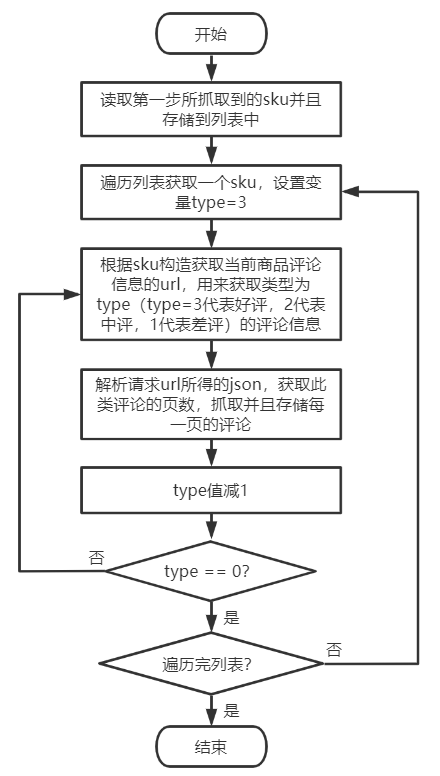 开始
读取第一步所抓取到的sku并且
存储到列表中
遍历列表获取一个sku，设置变
量type=3
根据sku构造获取当前商品评论
信息的url，用来获取类型为
type（type=3代表好评，2代表
中评，1代表差评）的评论信息
解析请求url所得的json，获取此
类评论的页数，抓取并且存储每
一页的评论
type值减1
否
type == 0?
是
否
遍历完列表?
是
结束